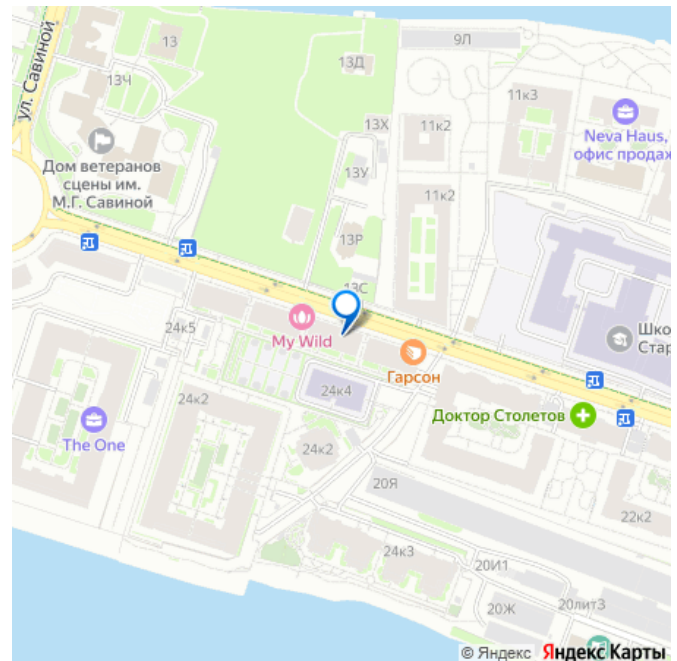 9Л
13
13Д
ул. Савиной
13Ч
11к3
Neva Haus,
офис продаж
13Х
11к2
Дом ветеранов
сцены им.
М.Г. Савиной
13У
11к2
13Р
13С
24к5
My Wild
Шко
Стар
Гарсон
24к4
24к2
Доктор Столетов
The One
24к2
20Я
22к2
24к3
20И1
20Ж
20литЗ
© Яндекс Яндекс Карты